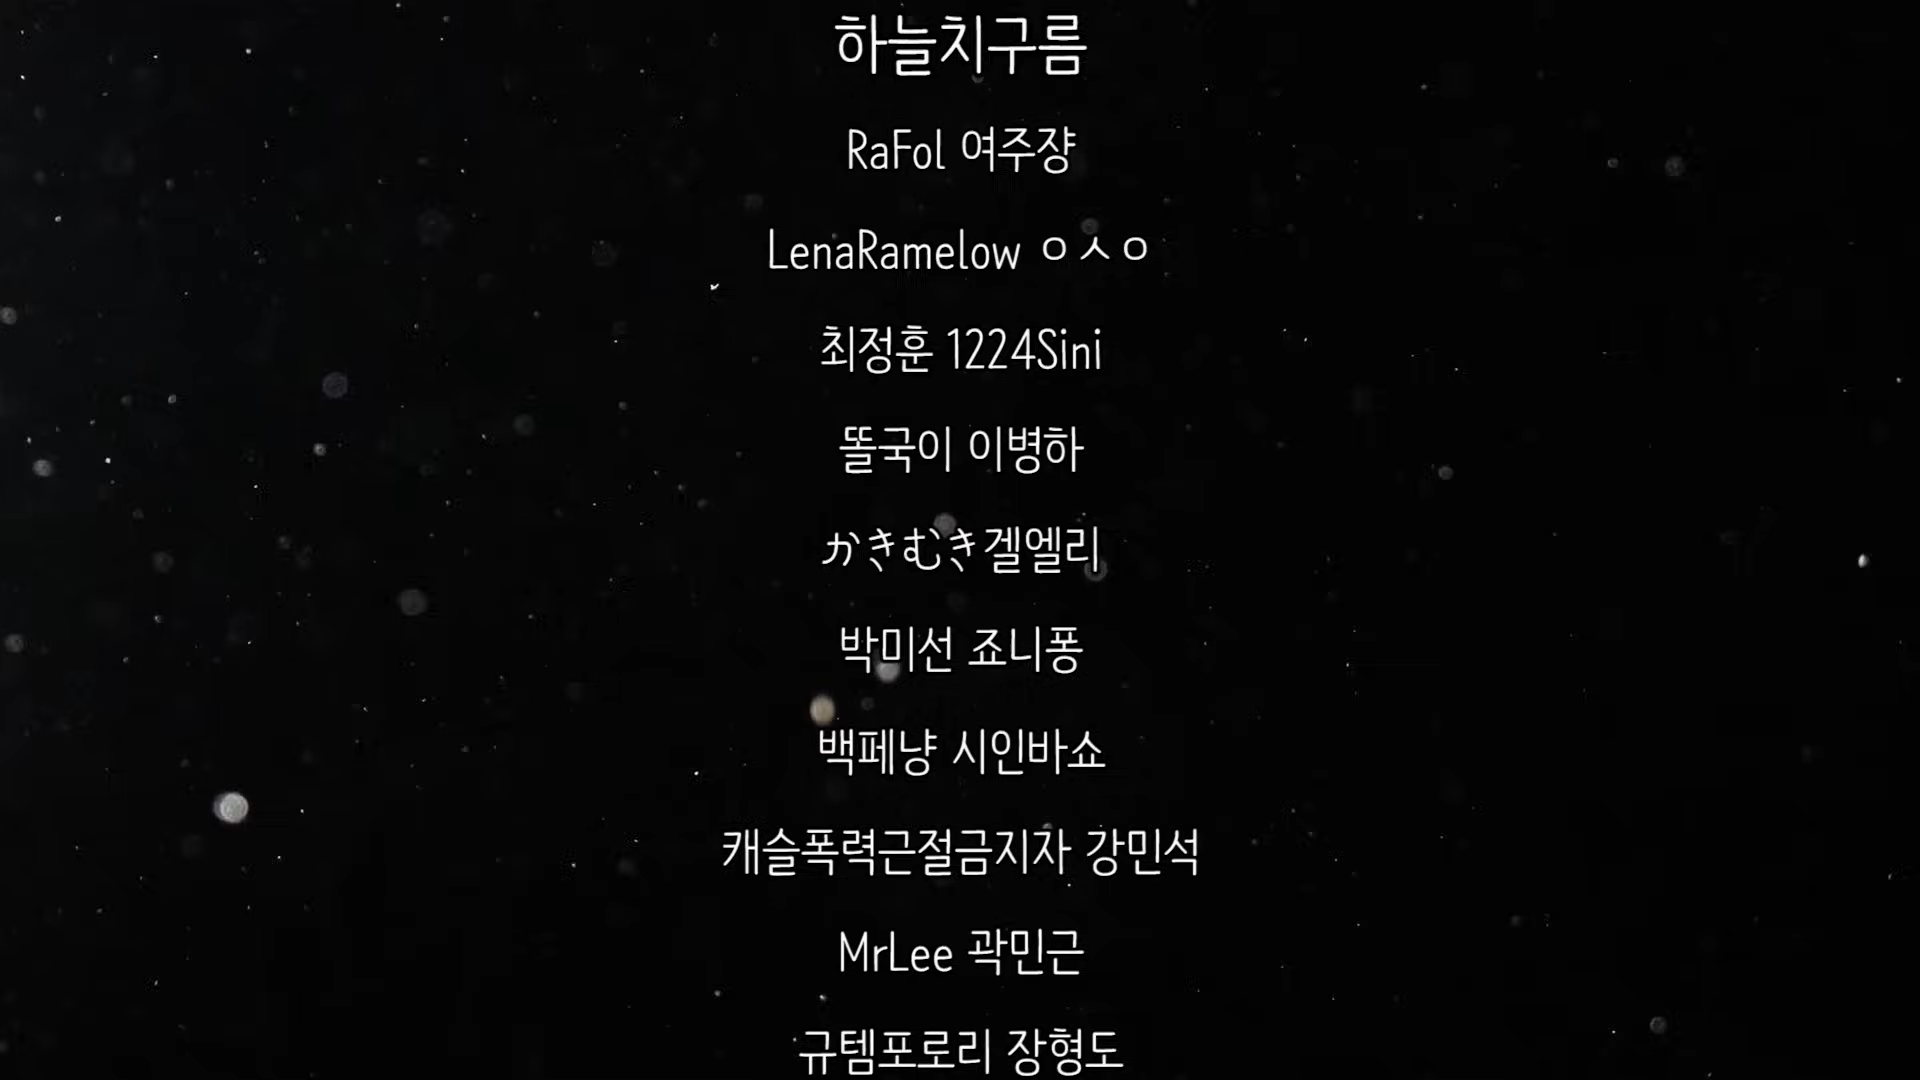 하늘치구름
RaFol 여주쟝
LenaRamelow ㅇㅅㅇ
최정훈 1224Sini
똘국이 이병하
かきむき겔엘리
박미선 죠니퐁
백페냥 시인바쇼
캐슬폭력근절금지자 강민석
MrLee 곽민근
규템포로리 장형도